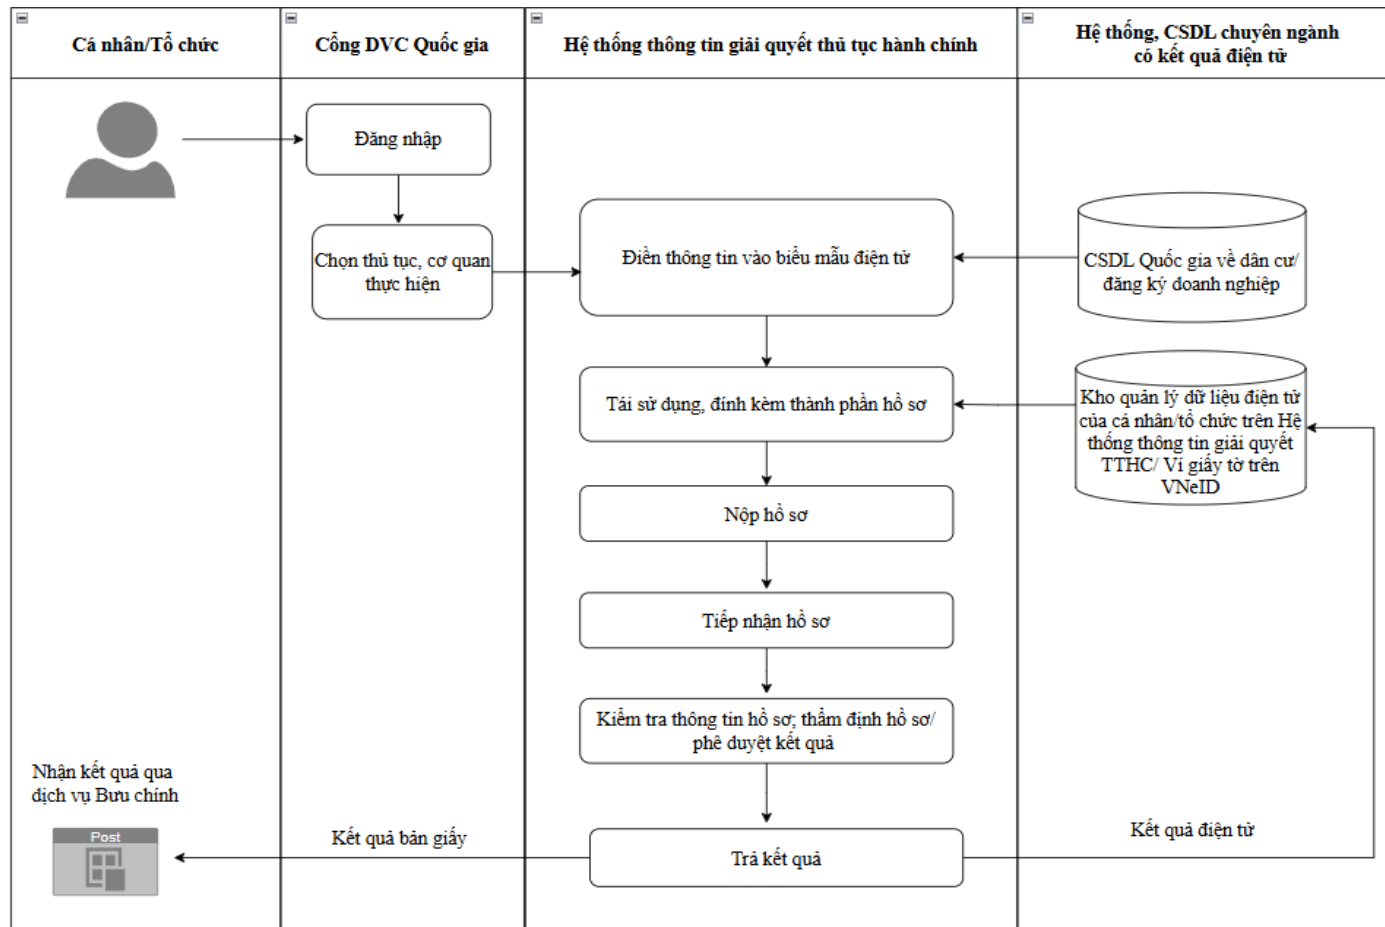 Cá nhân/Tổ chức
Cổng DVC Quốc gia
Hệ thống thông tin giải quyết thủ tục hành chính
Hệ thống, CSDL chuyên ngành
có kết quả điện tử
Đăng nhập
Chọn thủ tục, cơ quan
thực hiện
Điền thông tin vào biểu mẫu điện tử
CSDL Quốc gia về dân cư/
đăng ký doanh nghiệp
Tái sử dụng, đính kèm thành phần hồ sơ
Kho quản lý dữ liệu điện tử
của cá nhân/tổ chức trên Hệ
thống thông tin giải quyết
TTHC/ Ví giấy tờ trên
VNeID
Nộp hồ sơ
Tiếp nhận hồ sơ
Kiểm tra thông tin hồ sơ; thẩm định hồ sơ/
phê duyệt kết quả
Nhận kết quả qua
dịch vụ Bưu chính
Post
Kết quả bản giấy
Trả kết quả
Kết quả điện tử